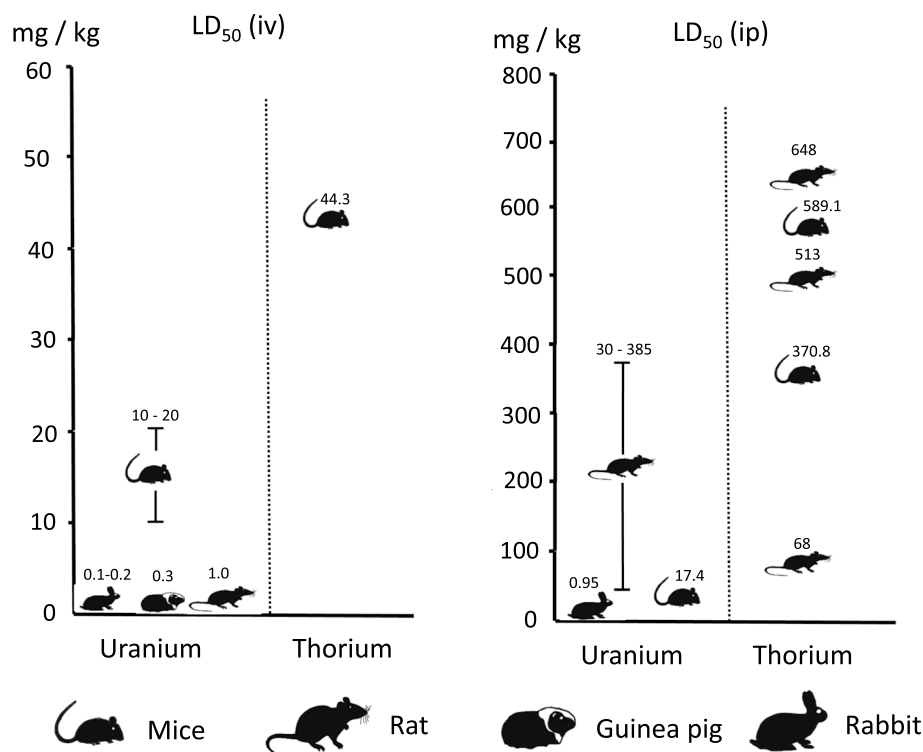 LD50 (iv)
mg / kg
60
50
40
30
20
10
0
44.3
10 - 20
0.1-0.2
0.3
1.0
Uranium
Thorium
LD50 (ip)
mg / kg
800
700
600
500
400
300
200
100
0
648
589.1
513
370.8
30 - 385
68
0.95
17.4
Uranium
Thorium
Mice
Rat
Guinea pig
Rabbit